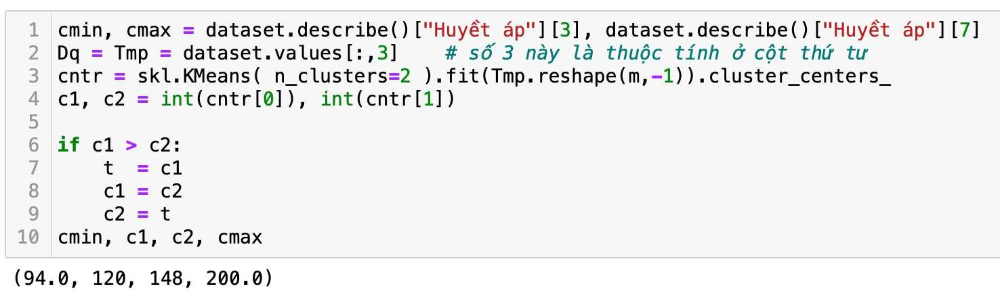 1 cmin, cmax = dataset.describe()["Huyết áp"][3], dataset.describe()["Huyết áp"][7]
2 Dq = Tmp = dataset.values[:,3]    # số 3 này là thuộc tính ở cột thứ tư
3 cntr = skl.KMeans( n_clusters=2 ).fit(Tmp.reshape(m,-1)).cluster_centers_
4 c1, c2 = int(cntr[0]), int(cntr[1])
5
6 if c1 > c2:
7     t  = c1
8     c1 = c2
9     c2 = t
10 cmin, c1, c2, cmax
(94.0, 120, 148, 200.0)